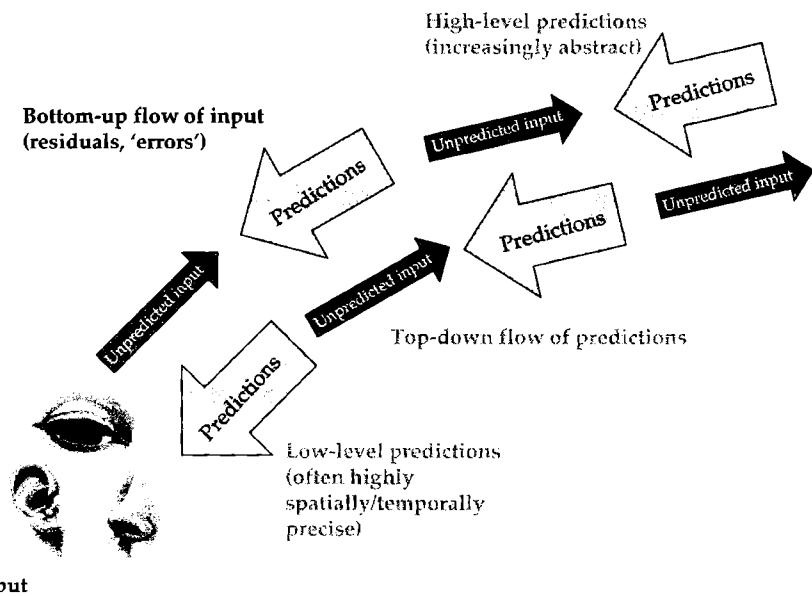 High-level predictions
(increasingly abstract)
Predictions
Bottom-up flow of input
(residuals, 'errors')
Unpredicted input
Predictions
Unpredicted input
Predictions
Unpredicted input
Unpredicted input
Top-down flow of predictions
Predictions
Low-level predictions
(often highly
spatially/temporally
precise)
put